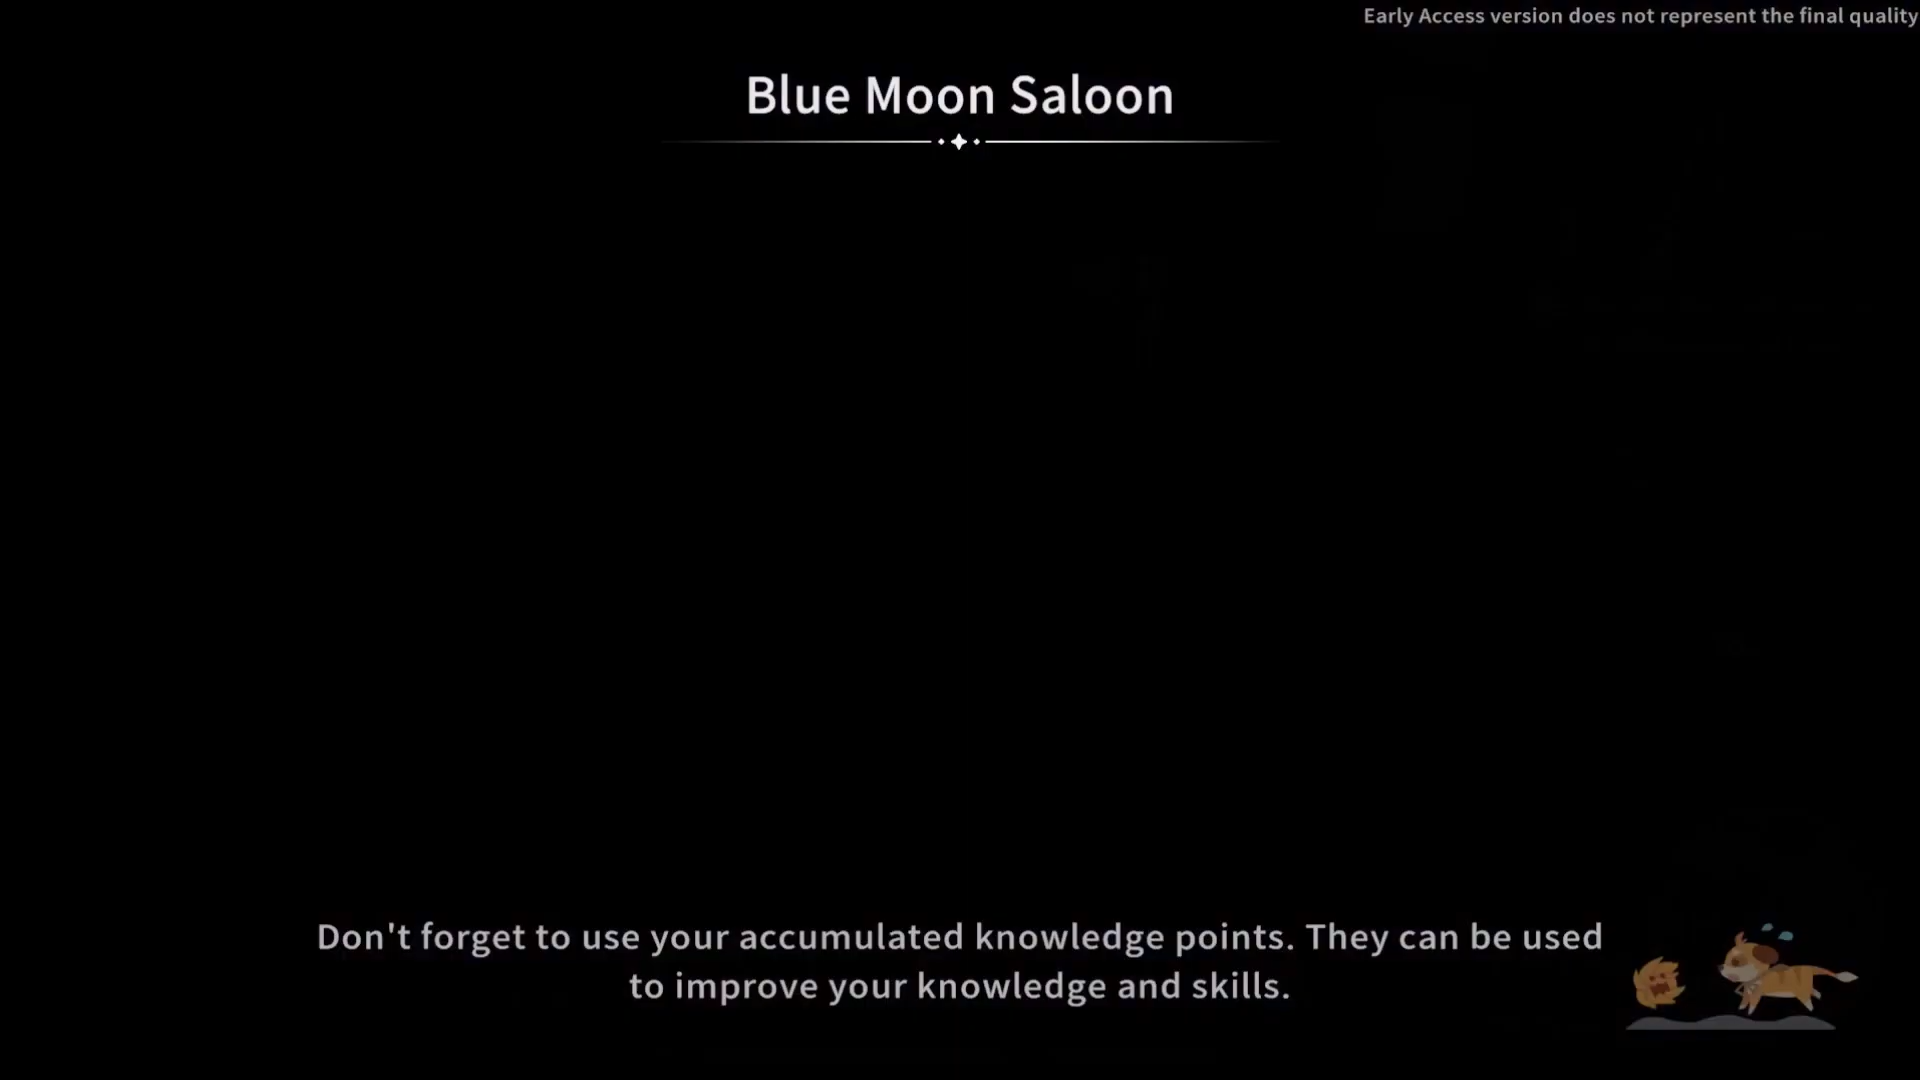 Early Access version does not represent the final quality
Blue Moon Saloon
Don't forget to use your accumulated knowledge points. They can be used
to improve your knowledge and skills.